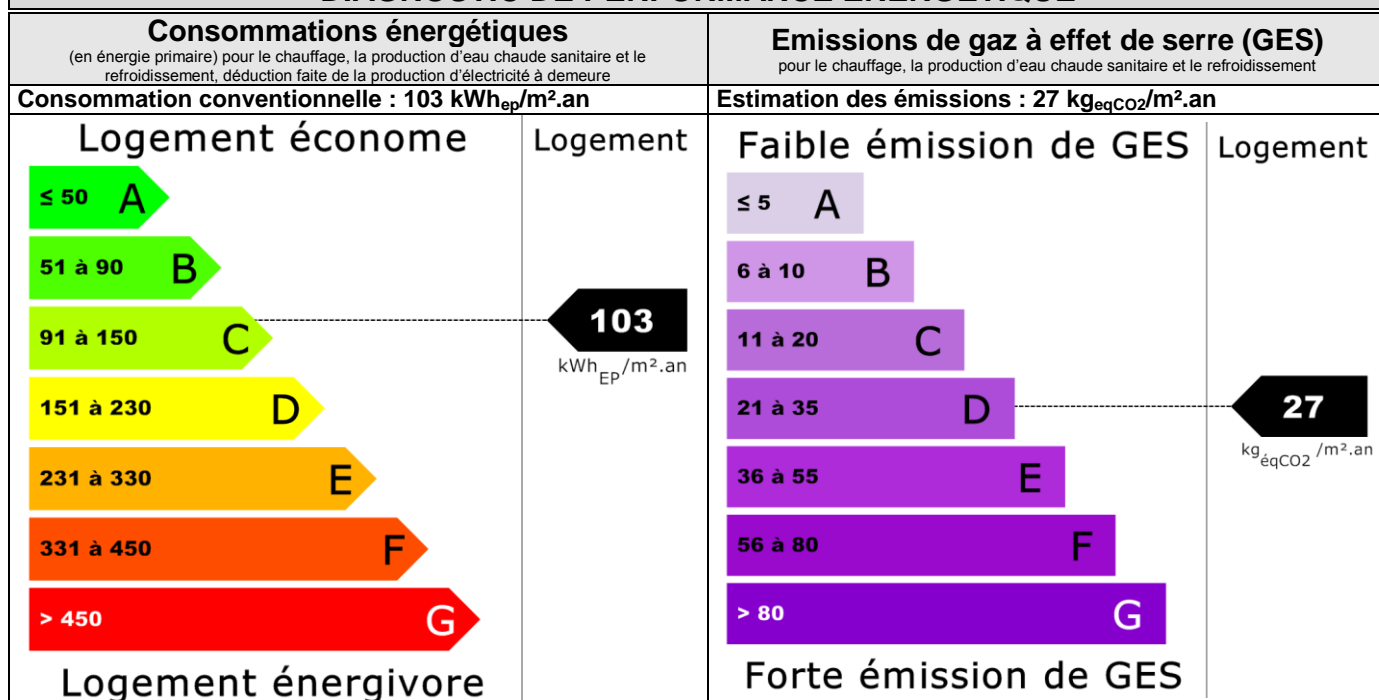 DIAGNOSTIC DE PERFORMANCE ENERGETIQUE
Consommations énergétiques
(en énergie primaire) pour le chauffage, la production d'eau chaude sanitaire et le
refroidissement, déduction faite de la production d'électricité à demeure
Consommation conventionnelle : 103 kWhep/m².an
Logement économe
Logement
≤ 50 A
51 à 90 B
91 à 150 C
103
kWhEP/m².an
151 à 230 D
231 à 330 E
331 à 450 F
> 450 G
Logement énergivore
Emissions de gaz à effet de serre (GES)
pour le chauffage, la production d'eau chaude sanitaire et le refroidissement
Estimation des émissions : 27 kgeqCO2/m².an
Faible émission de GES
Logement
≤ 5 A
6 à 10 B
11 à 20 C
21 à 35 D
27
kgéqCO2/m².an
36 à 55 E
56 à 80 F
> 80 G
Forte émission de GES